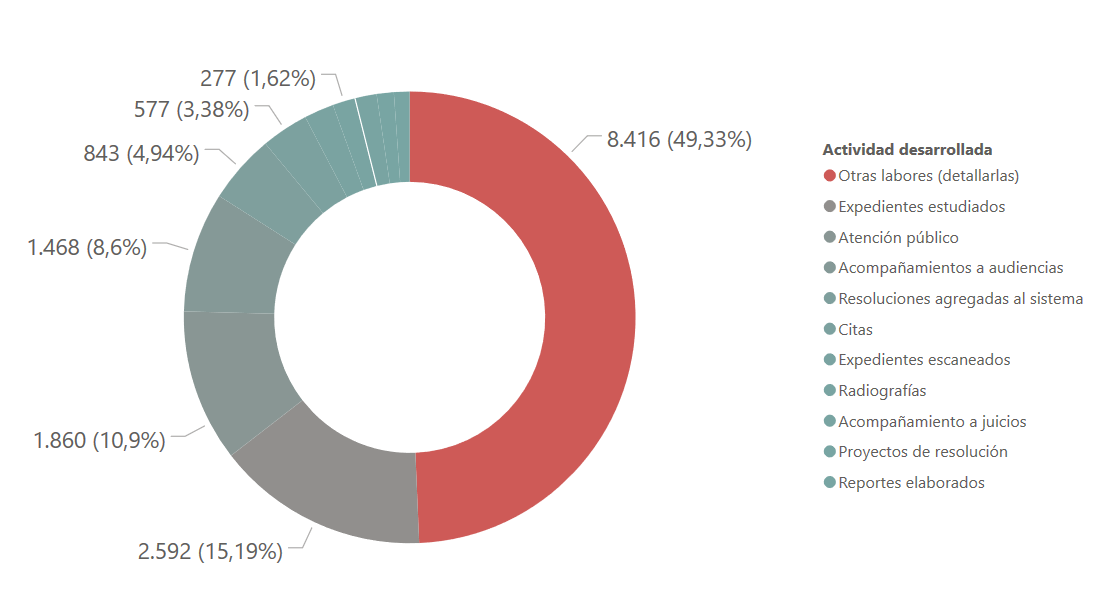 277 (1,62%)
577 (3,38%)
843 (4,94%)
1.468 (8,6%)
1.860 (10,9%)
2.592 (15,19%)
8.416 (49,33%)
Actividad desarrollada
Otras labores (detallarlas)
Expedientes estudiados
Atención público
Acompañamientos a audiencias
Resoluciones agregadas al sistema
Citas
Expedientes escaneados
Radiografías
Acompañamiento a juicios
Proyectos de resolución
Reportes elaborados